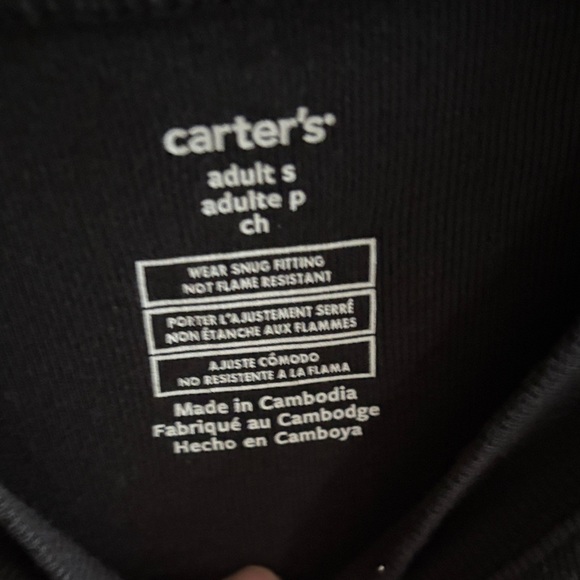 carter's
adult s
adulte p
ch
WEAR SNUG FITTING
NOT FLAME RESISTANT
PORTER L'AJUSTEMENT SERRÉ
NON ÉTANCHE AUX FLAMMES
AJUSTE CÓMODO
NO RESISTENTE A LA FLAMA
Made in Cambodia
Fabriqué au Cambodge
Hecho en Camboya